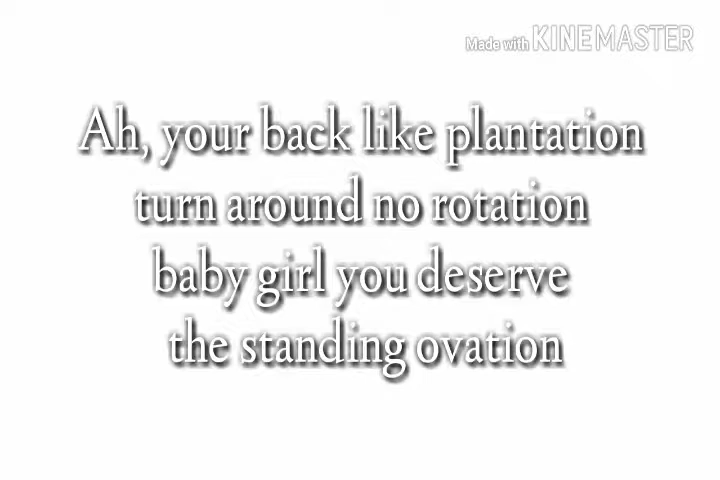 Made with KINEMASTER
Ah, your back like plantation
turn around no rotation
baby girl you deserve
the standing ovation